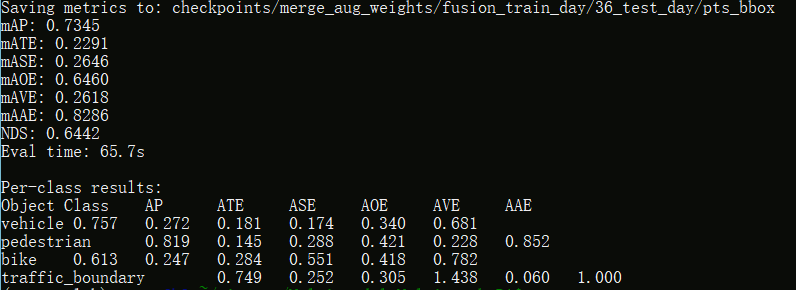 Saving metrics to: checkpoints/merge_aug_weights/fusion_train_day/36_test_day/pts_bbox
mAP: 0.7345
mATE: 0.2291
mASE: 0.2646
mAOE: 0.6460
mAVE: 0.2618
mAAE: 0.8286
NDS: 0.6442
Eval time: 65.7s
Per-class results:
Object Class AP ATE ASE AOE AVE AAE
vehicle 0.757 0.272 0.181 0.174 0.340 0.681
pedestrian 0.819 0.145 0.288 0.421 0.228 0.852
bike 0.613 0.247 0.284 0.551 0.418 0.782
traffic_boundary 0.749 0.252 0.305 1.438 0.060 1.000